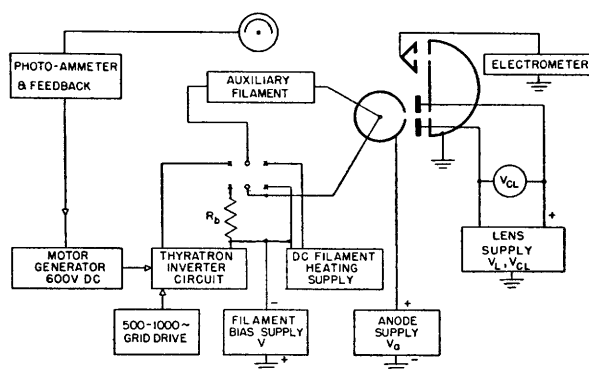 PHOTO-AMMETER
& FEEDBACK
AUXILIARY
FILAMENT
ELECTROMETER
V_CL
R_b
+
MOTOR
GENERATOR
600V DC
THYRATRON
INVERTER
CIRCUIT
DC FILAMENT
HEATING
SUPPLY
LENS
SUPPLY
V_L, V_CL
-
+
500-1000~
GRID DRIVE
FILAMENT
BIAS SUPPLY
V
ANODE
SUPPLY
V_a
+
-